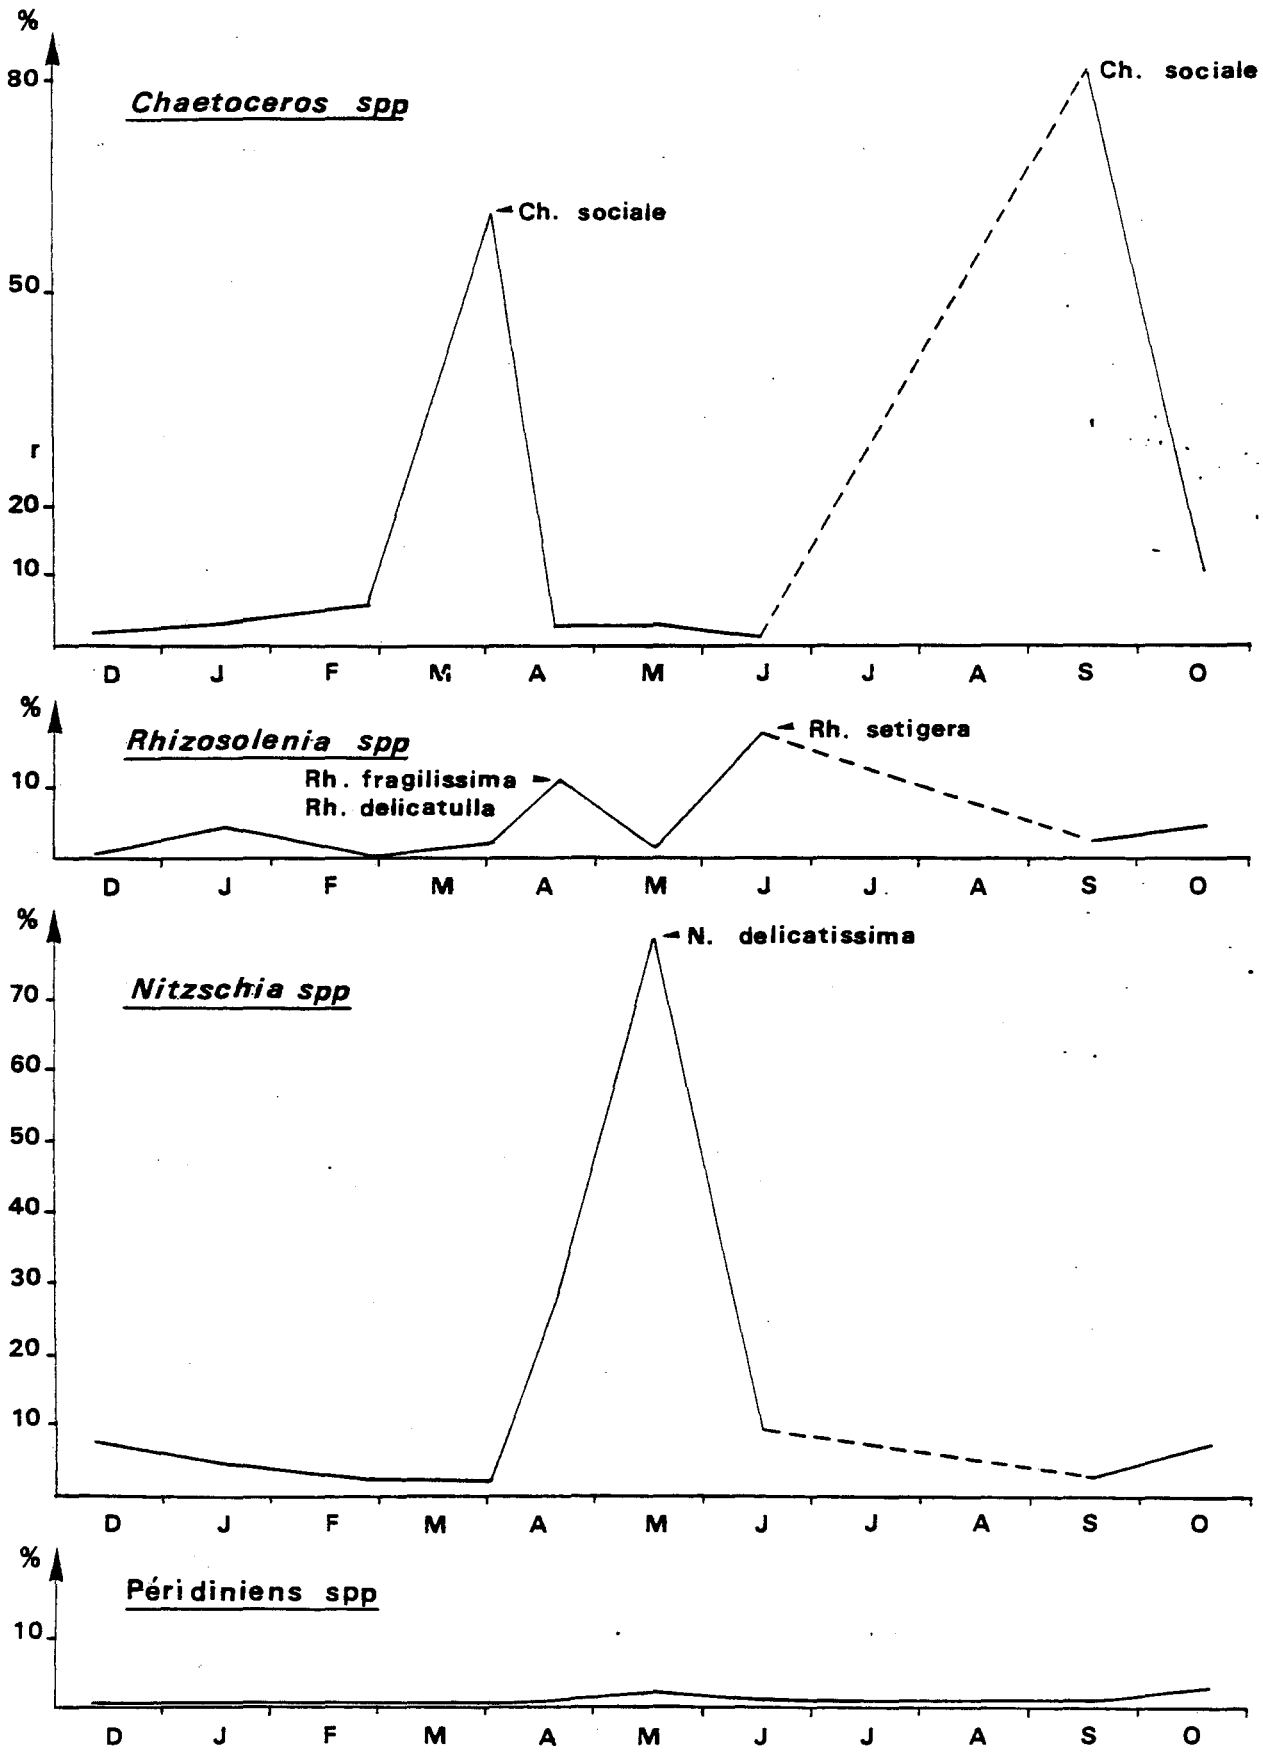 %
80
Chaetoceros spp
Ch. sociale
Ch. sociale
50
r
20
10
D J F M A M J J A S O
%
Rhizosolenia spp
Rh. setigera
10
Rh. fragilissima
Rh. delicatulla
D J F M A M J J. A S O
%
N. delicatissima
Nitzschia spp
70
60
50
40
30
20
10
D J F M A M J J A S O
%
Péridiniens spp
10
D J F M A M J J A S O